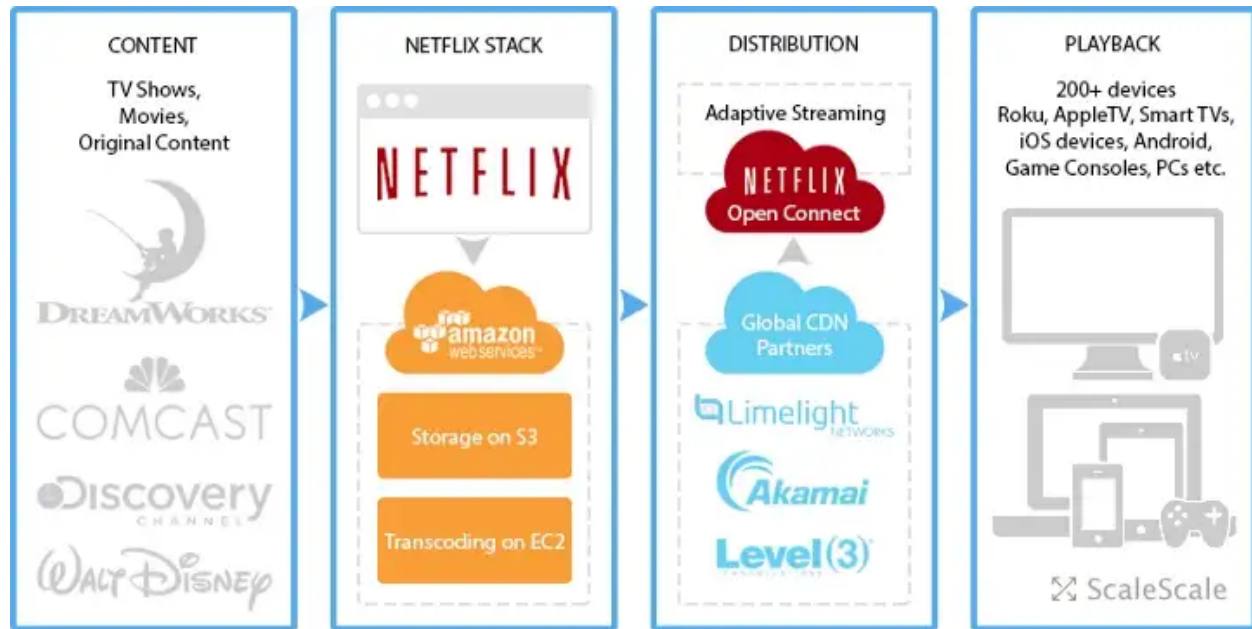 CONTENT
TV Shows,
Movies,
Original Content
DREAMWORKS
COMCAST
Discovery
CHANNEL
WALT DISNEY
NETFLIX STACK
NETFLIX
amazon
webservices™
Storage on S3
Transcoding on EC2
DISTRIBUTION
Adaptive Streaming
NETFLIX
Open Connect
Global CDN
Partners
Limelight
NETWORKS
Akamai
Level(3)
PLAYBACK
200+ devices
Roku, AppleTV, Smart TVs,
iOS devices, Android,
Game Consoles, PCs etc.
tv
ScaleScale